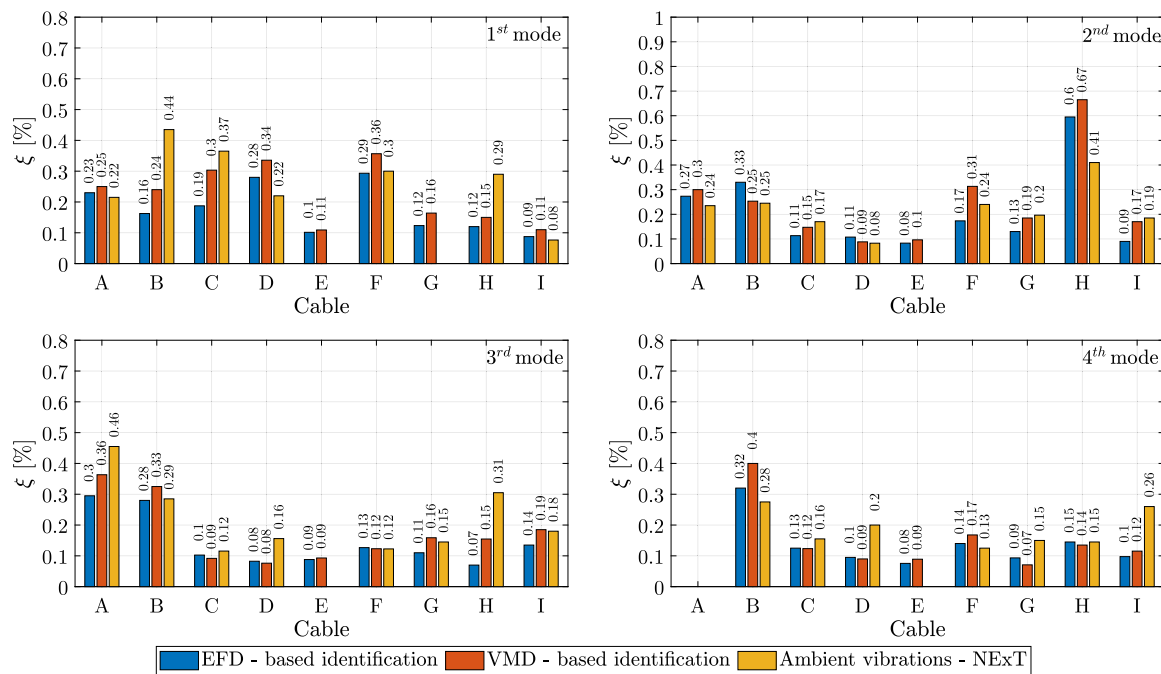 0.8
0.7
0.6
0.5
0.4
0.3
0.2
0.1
0
ξ [%]
1st mode
0.23 0.25 0.22
0.16 0.24 0.44
0.19 0.3 0.37
0.28 0.34 0.22
0.1 0.11
0.29 0.36 0.3
0.12 0.16
0.12 0.15 0.29
0.09 0.11 0.08
A B C D E F G H I
Cable
1
0.9
0.8
0.7
0.6
0.5
0.4
0.3
0.2
0.1
0
ξ [%]
2nd mode
0.27 0.3 0.24
0.33 0.25 0.25
0.11 0.15 0.17
0.11 0.09 0.08
0.08 0.1
0.17 0.31 0.24
0.13 0.19 0.2
0.6 0.67 0.41
0.09 0.17 0.19
A B C D E F G H I
Cable
0.8
0.7
0.6
0.5
0.4
0.3
0.2
0.1
0
ξ [%]
3rd mode
0.3 0.36 0.46
0.28 0.33 0.29
0.1 0.09 0.12
0.08 0.08 0.16
0.09 0.09
0.13 0.12 0.12
0.11 0.16 0.15
0.07 0.15 0.31
0.14 0.19 0.18
A B C D E F G H I
Cable
0.8
0.7
0.6
0.5
0.4
0.3
0.2
0.1
0
ξ [%]
4th mode
0.32 0.4 0.28
0.13 0.12 0.16
0.1 0.09 0.2
0.08 0.09
0.14 0.17 0.13
0.09 0.07 0.15
0.15 0.14 0.15
0.1 0.12 0.26
A B C D E F G H I
Cable
EFD - based identification VMD - based identification Ambient vibrations - NExT